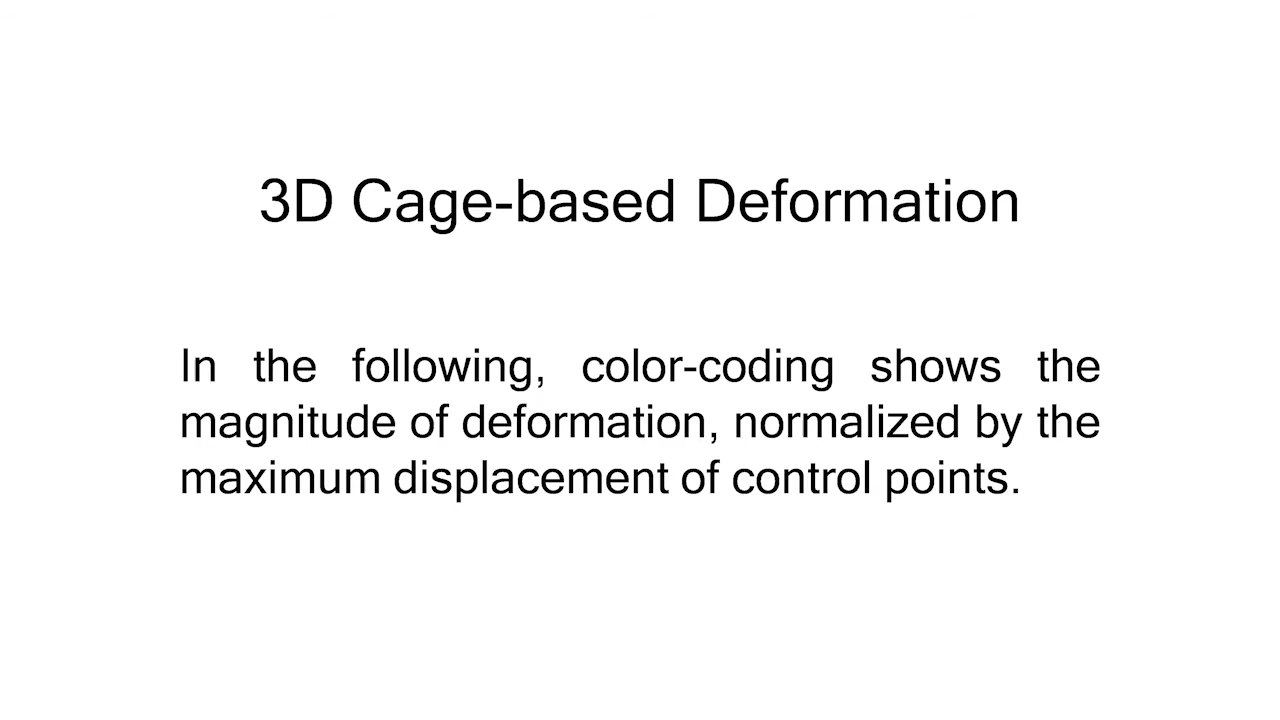 3D Cage-based Deformation
In the following, color-coding shows the
magnitude of deformation, normalized by the
maximum displacement of control points.